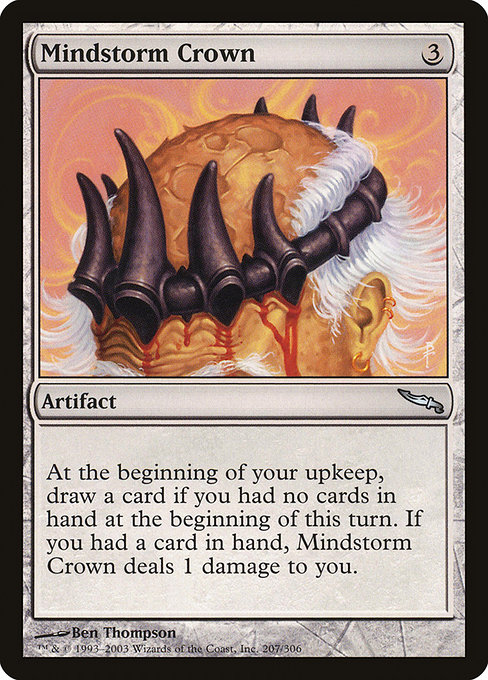 Mindstorm Crown 3
Artifact
At the beginning of your upkeep,
draw a card if you had no cards in
hand at the beginning of this turn. If
you had a card in hand, Mindstorm
Crown deals 1 damage to you.
Ben Thompson
™ & © 1993–2003 Wizards of the Coast, Inc. 207/306